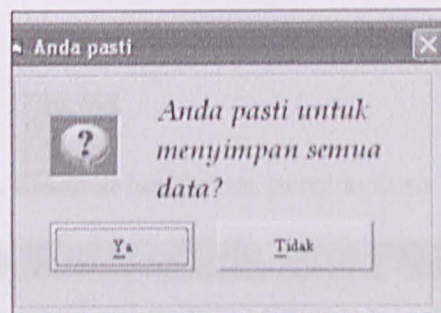 Anda pasti
Anda pasti untuk
menyimpan semua
data?
Ya
Tidak